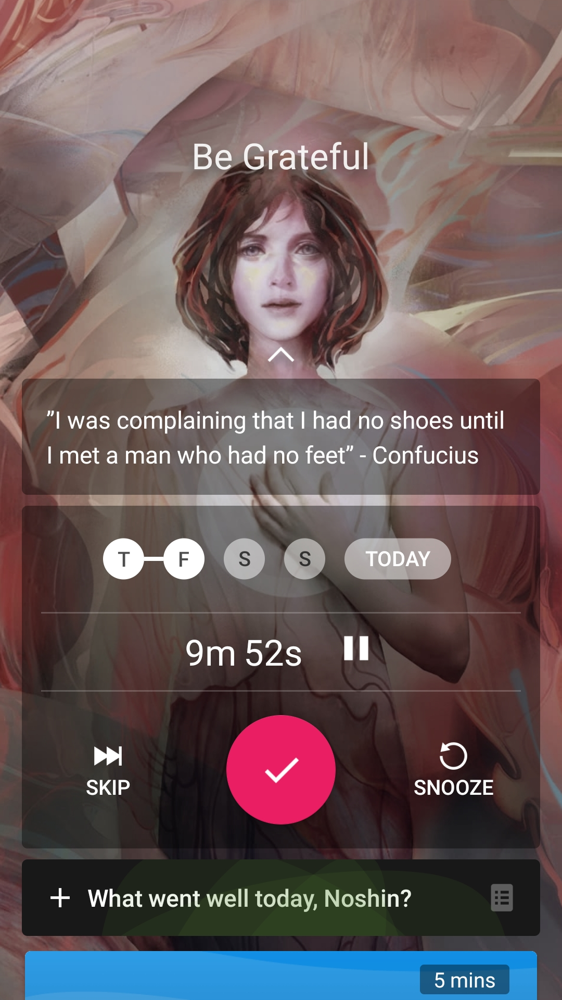 Be Grateful
”I was complaining that I had no shoes until
I met a man who had no feet” - Confucius
T F S S TODAY
9m 52s
SKIP
SNOOZE
What went well today, Noshin?
5 mins